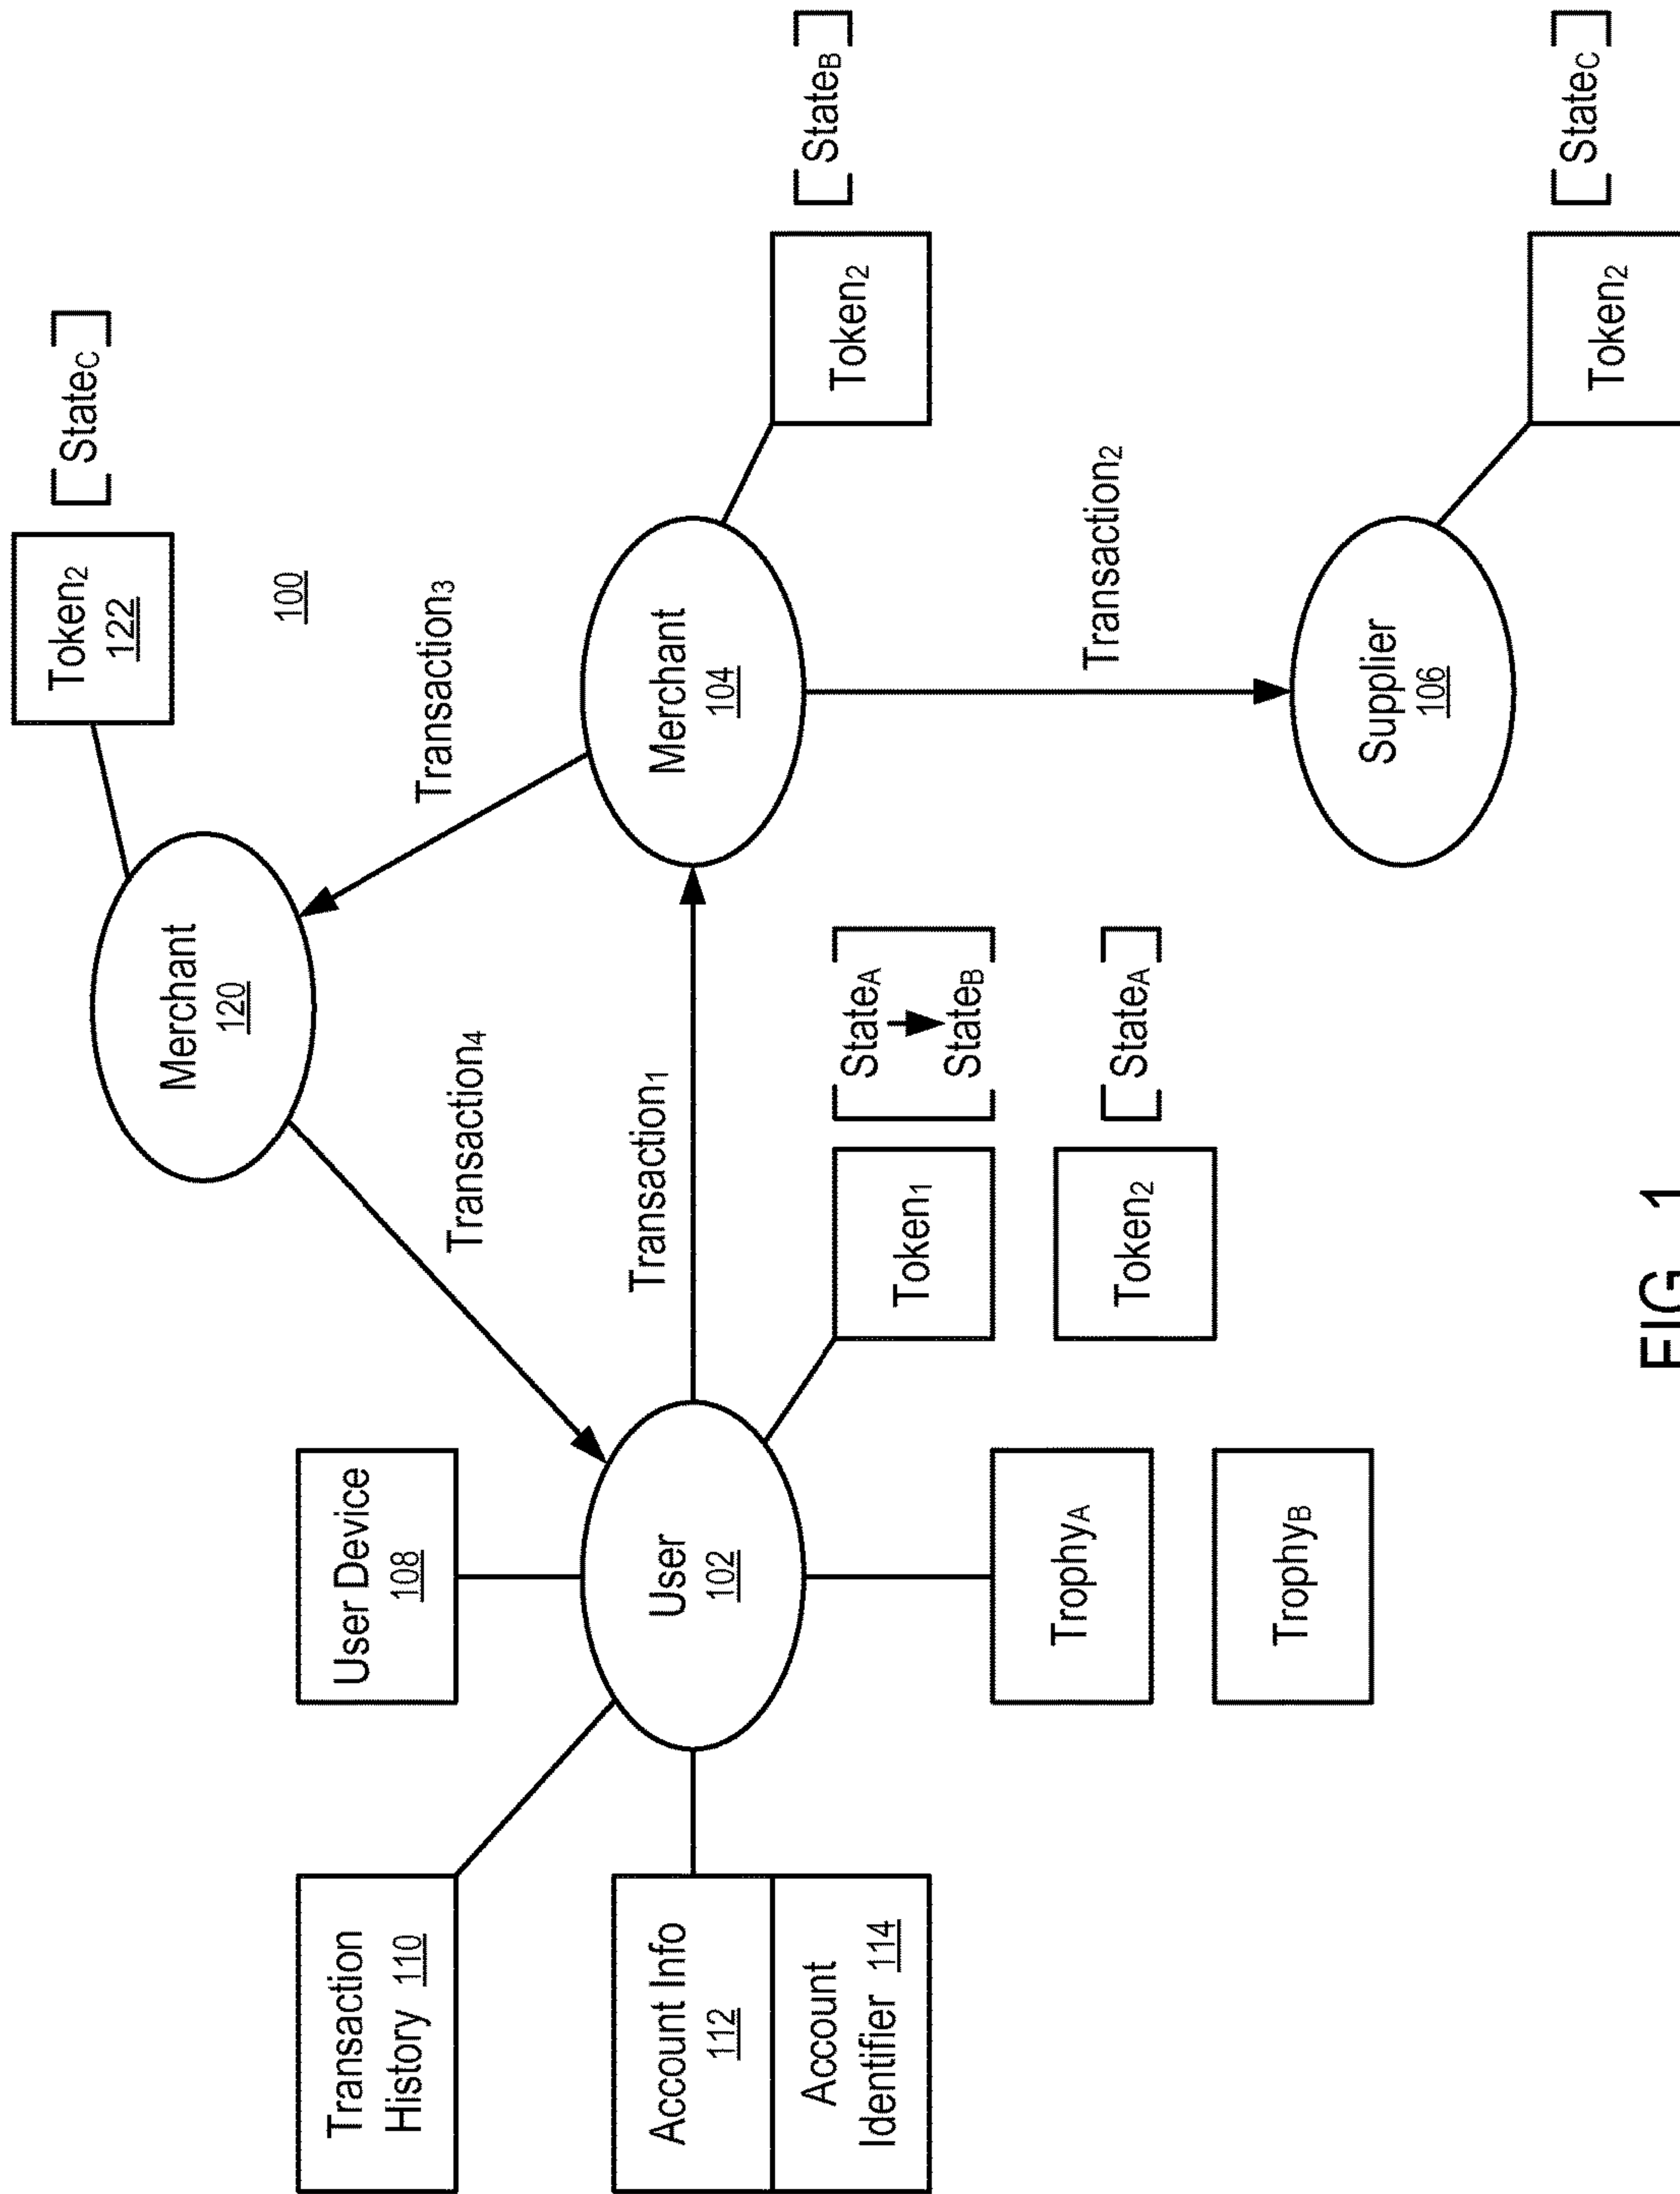 Token2
122
[StateC]
100
Merchant
120
Transaction3
Transaction4
Transaction
History 110
User Device
108
Account Info
112
Account
Identifier 114
User
102
Transaction1
Merchant
104
Token2
[StateB]
Token1
[StateA
StateB]
Token2
[StateA]
TrophyA
TrophyB
Transaction2
Supplier
106
Token2
[StateC]
FIG. 1